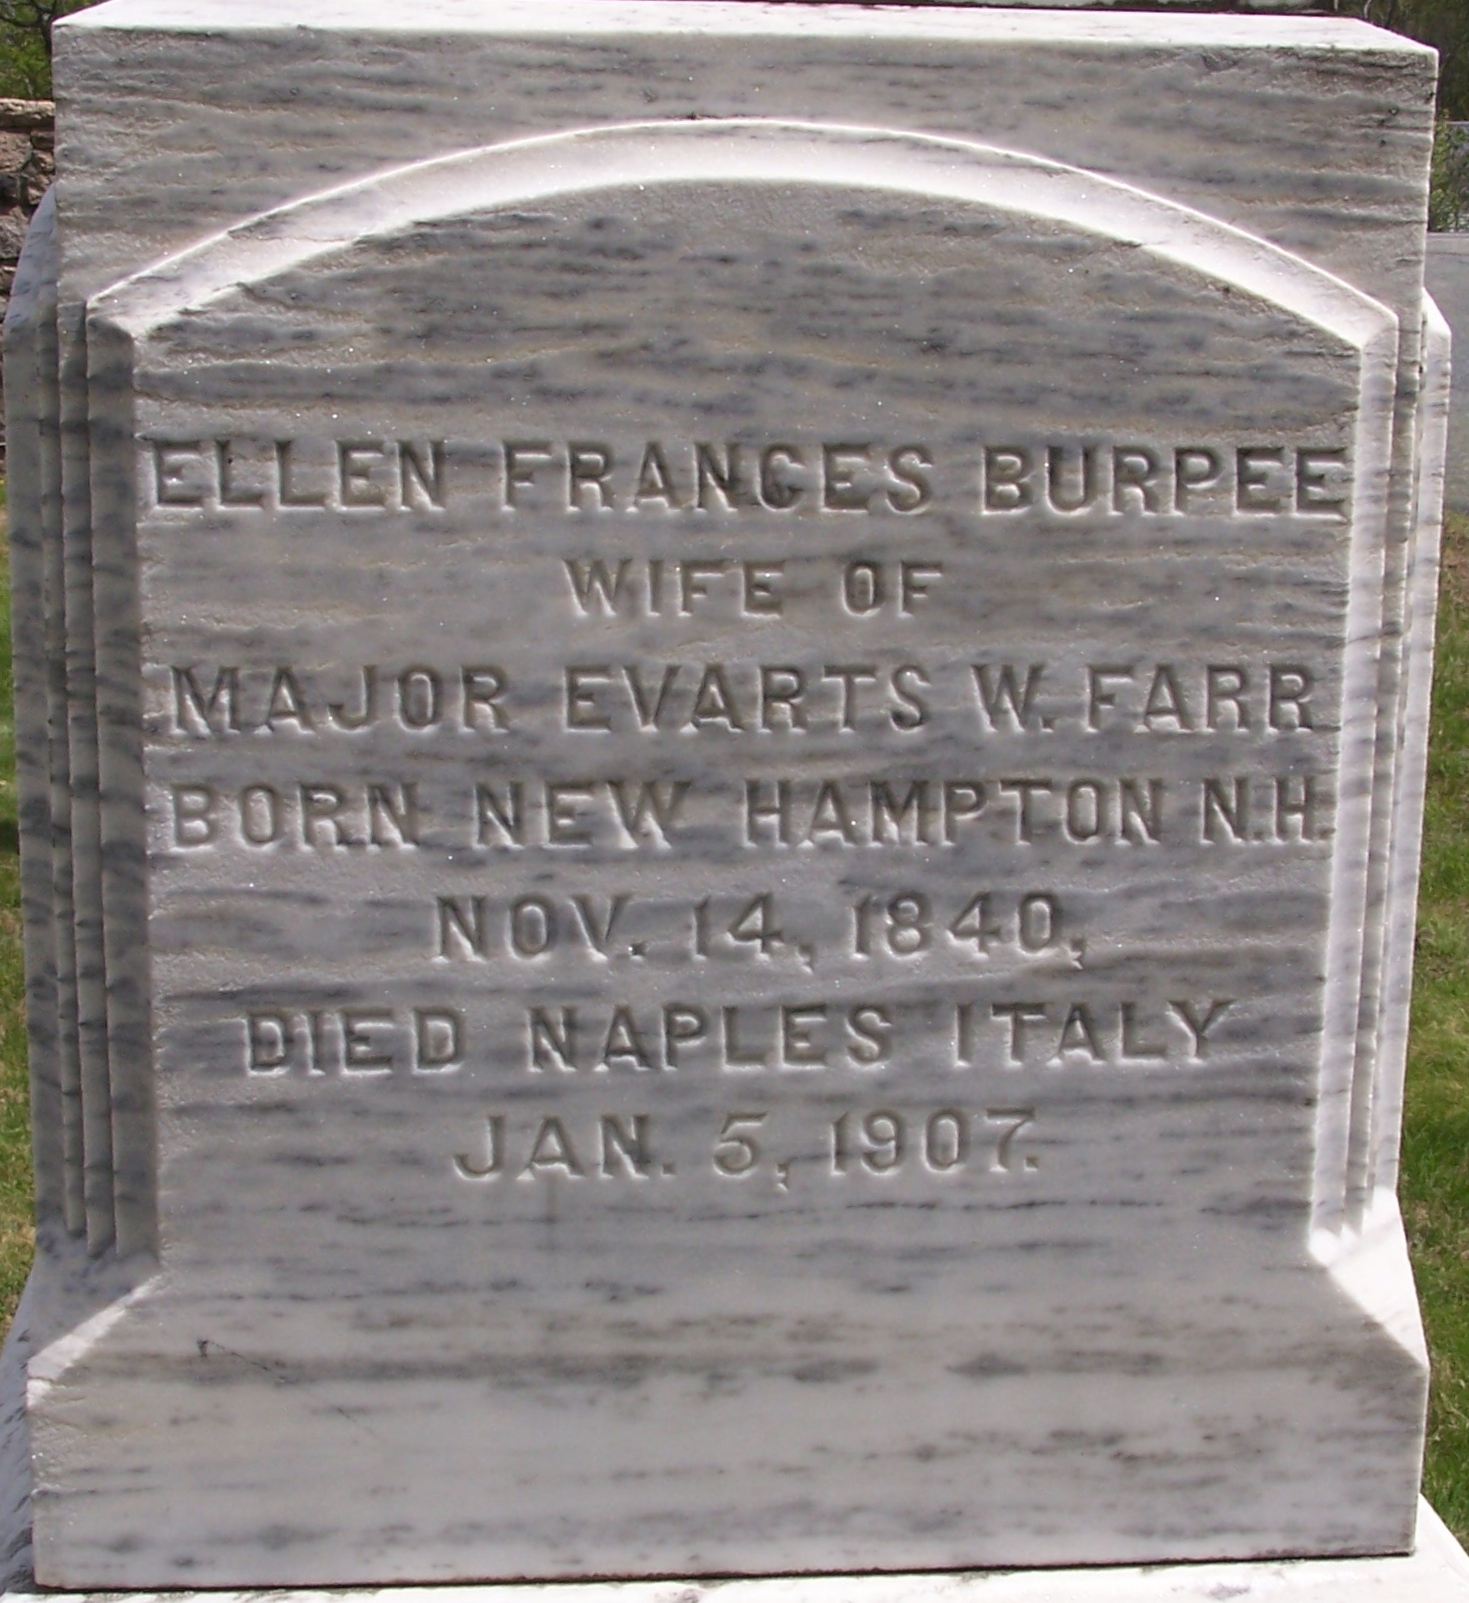 ELLEN FRANCES BURPEE
WIFE OF
MAJOR EVARTS W. FARR
BORN NEW HAMPTON N.H.
NOV. 14, 1840,
DIED NAPLES ITALY
JAN. 5, 1907.